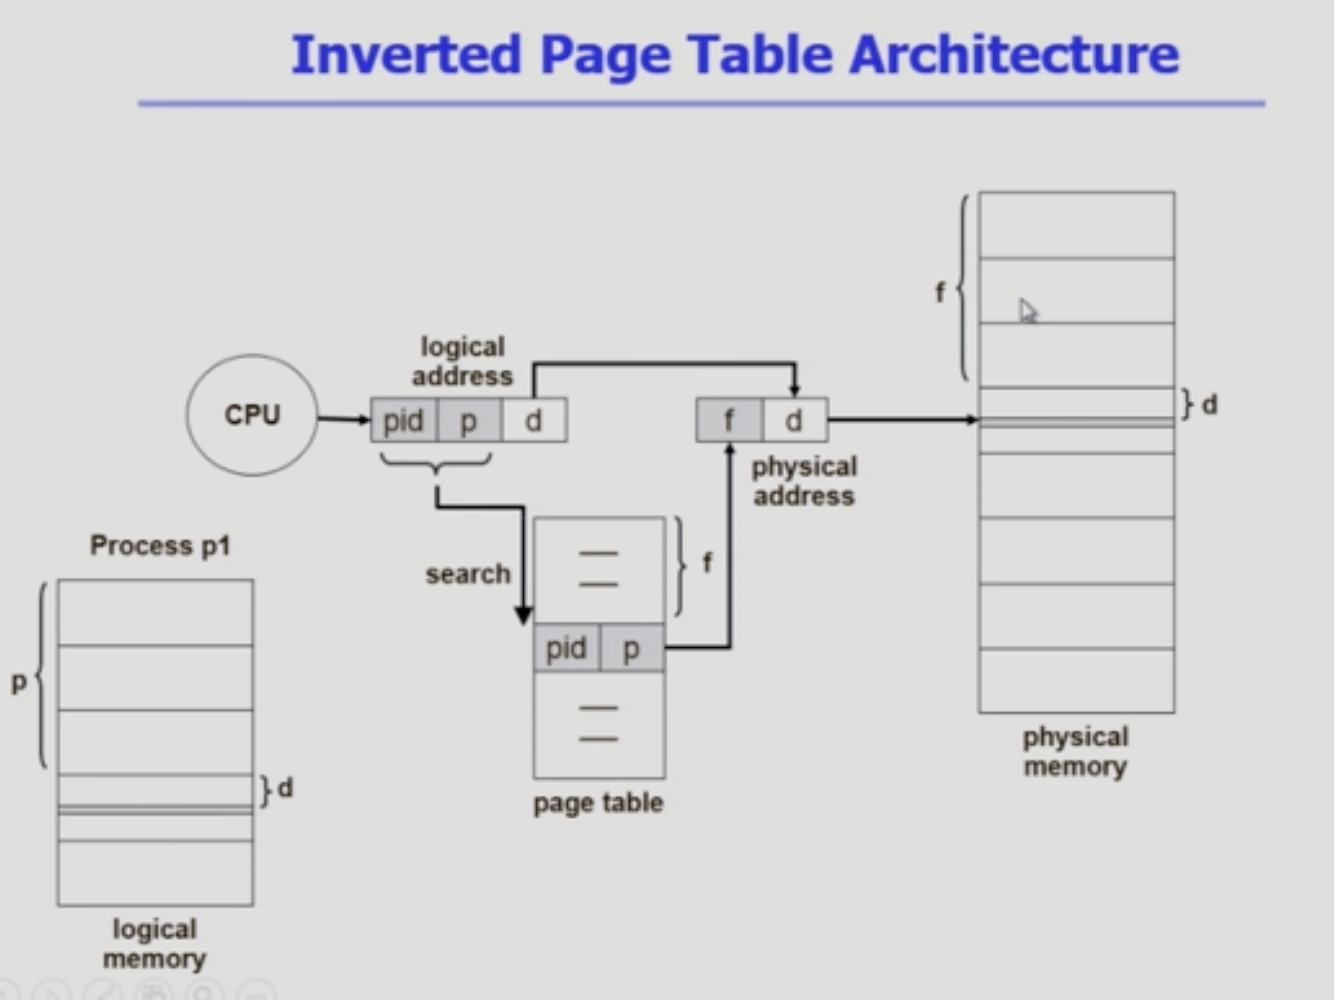 Inverted Page Table Architecture
f
logical
address
CPU
pid p d
f d
d
physical
address
Process p1
search
f
pid p
p
d
physical
memory
page table
logical
memory